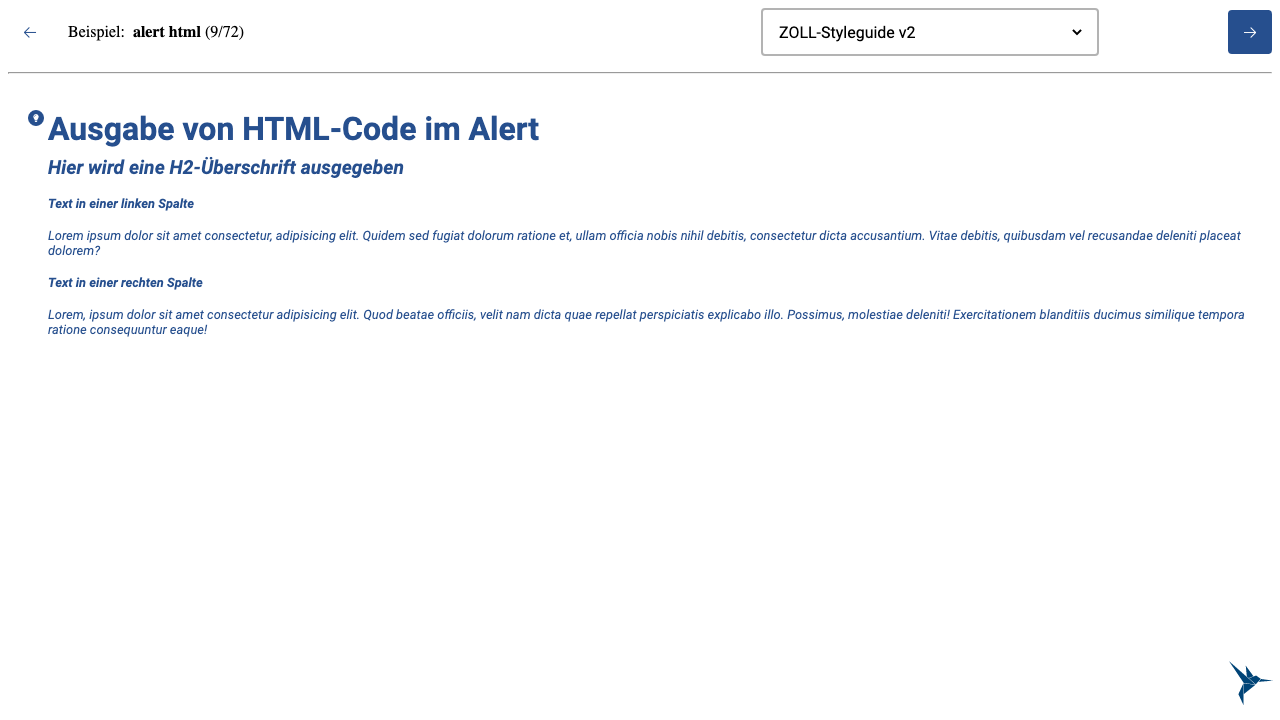 Beispiel: alert html (9/72)
ZOLL-Styleguide v2
Ausgabe von HTML-Code im Alert
Hier wird eine H2-Überschrift ausgegeben
Text in einer linken Spalte
Lorem ipsum dolor sit amet consectetur, adipisicing elit. Quidem sed fugiat dolorum ratione et, ullam officia nobis nihil debitis, consectetur dicta accusantium. Vitae debitis, quibusdam vel recusandae deleniti placeat
dolorem?
Text in einer rechten Spalte
Lorem, ipsum dolor sit amet consectetur adipisicing elit. Quod beatae officiis, velit nam dicta quae repellat perspiciatis explicabo illo. Possimus, molestiae deleniti! Exercitationem blanditiis ducimus similique tempora
ratione consequuntur eaque!